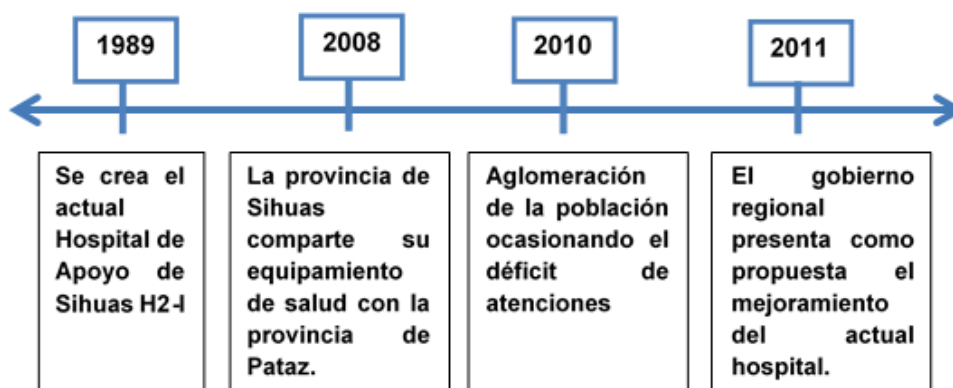 1989
2008
2010
2011
Se crea el
actual
Hospital de
Apoyo de
Sihuas H2-I
La provincia de
Sihuas
comparte su
equipamiento
de salud con la
provincia de
Pataz.
Aglomeración
de la población
ocasionando el
déficit de
atenciones
El gobierno
regional
presenta como
propuesta el
mejoramiento
del actual
hospital.